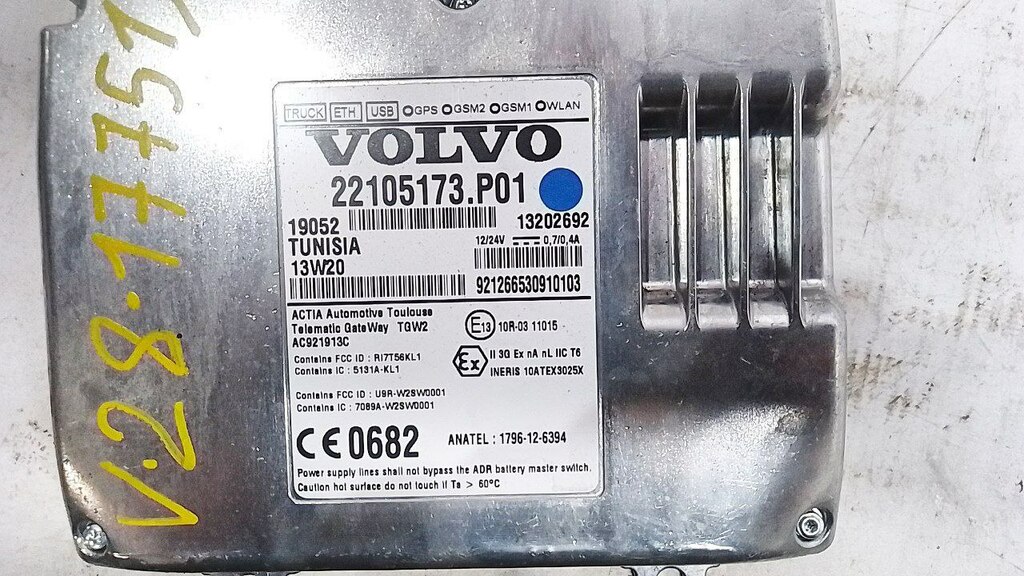 TRUCK ETH USB GPS GSM2 GSM1 WLAN
VOLVO
22105173.P01
19052 13202692
TUNISIA 12/24V 0,7/0,4A
13W20 921266530910103
ACTIA Automotive Toulouse
Telematic GateWay TGW2
AC921913C
E13 10R-03 11015
Contains FCC ID : RI7T56KL1
Contains IC : 5131A-KL1
Ex II 3G Ex nA nL IIC T6
INERIS 10ATEX3025X
Contains FCC ID : U9R-W2SW0001
Contains IC : 7089A-W2SW0001
CE0682 ANATEL : 1796-12-6394
Power supply lines shall not bypass the ADR battery master switch.
Caution hot surface do not touch if Ta > 60°C
V.28.17751